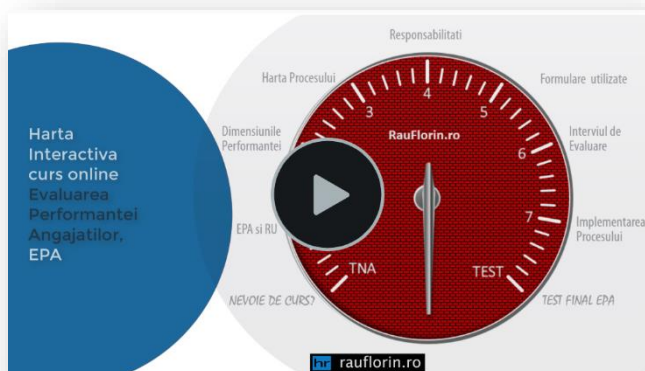 Harta
Interactiva
curs online
Evaluarea
Performantei
Angajatilor,
EPA
Responsabilitati
Harta Procesului
Formulare utilizate
Dimensiunile
Performantei
Interviul de
Evaluare
EPA si RU
Implementarea
Procesului
NEVOIE DE CURS?
TEST FINAL EPA
3
4
5
6
7
RauFlorin.ro
TNA
TEST
hr rauflorin.ro